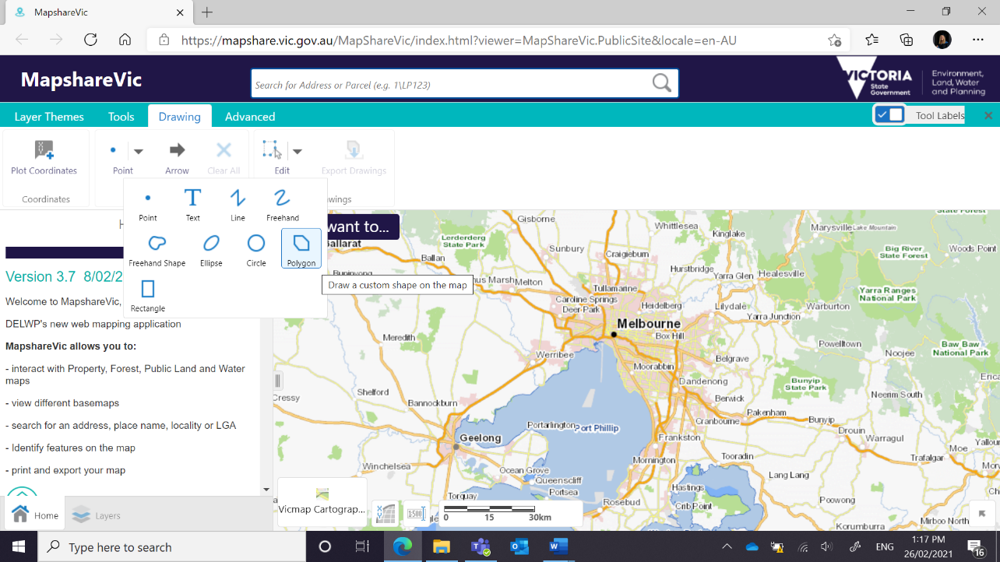 MapshareVic
https://mapshare.vic.gov.au/MapShareVic/index.html?viewer=MapShareVic.PublicSite&locale=en-AU
MapshareVic
Search for Address or Parcel (e.g. 1\LP123)
VICTORIA
State
Government
Environment,
Land, Water
and Planning
Layer Themes
Tools
Drawing
Advanced
Tool Labels
Plot Coordinates
Point
Arrow
Clear All
Edit
Export Drawings
Coordinates
wings
Point
Text
Line
Freehand
Freehand Shape
Ellipse
Circle
Polygon
Rectangle
Draw a custom shape on the map
want to...
Version 3.7 8/02/2
Welcome to MapshareVic,
DELWP's new web mapping application
MapshareVic allows you to:
- interact with Property, Forest, Public Land and Water
maps
- view different basemaps
- search for an address, place name, locality or LGA
- Identify features on the map
- print and export your map
Home
Layers
State Forest
Gisborne
Whittlesea
Kinglake
Marysville
Lake Mountain
Lerderderg
State Park
Ballarat
Ballan
Sunbury
Craigieburn
Big River
State Forest
Woods Point
Buninyong
Hurstbridge
Yarra Glen
Healesville
hus Marsh
Melton
Tullamarine
Caroline Springs
Deer Park
Heidelberg
Lilydale
Yarra Ranges
National Park
Warburton
Yarra Junction
Melbourne
Box Hill
Meredith
Powelltown
Baw Baw
National Park
Noojee
Werribee
Belgrave
Moorabbin
Dandenong
Bunyip
State Park
Erica
Cressy
Shelford
Bannockburn
Berwick
Neerim South
Pakenham
Cranbourne
Bunyip
Portarlington
Port Phillip
Drouin
Warragul
Geelong
Frankston
Moe
Yallour
Trafalgar
Mornington
Tooradin
Winchelsea
Ocean Grove
Queenscliff
Portsea
Lang Lang
Hastings
Torquay
Rosebud
Crib Point
Poowong
Korumburra
Mirboo North
Vicmap Cartograp...
1:500
0
15
30km
Type here to search
ENG
1:17 PM
26/02/2021
16